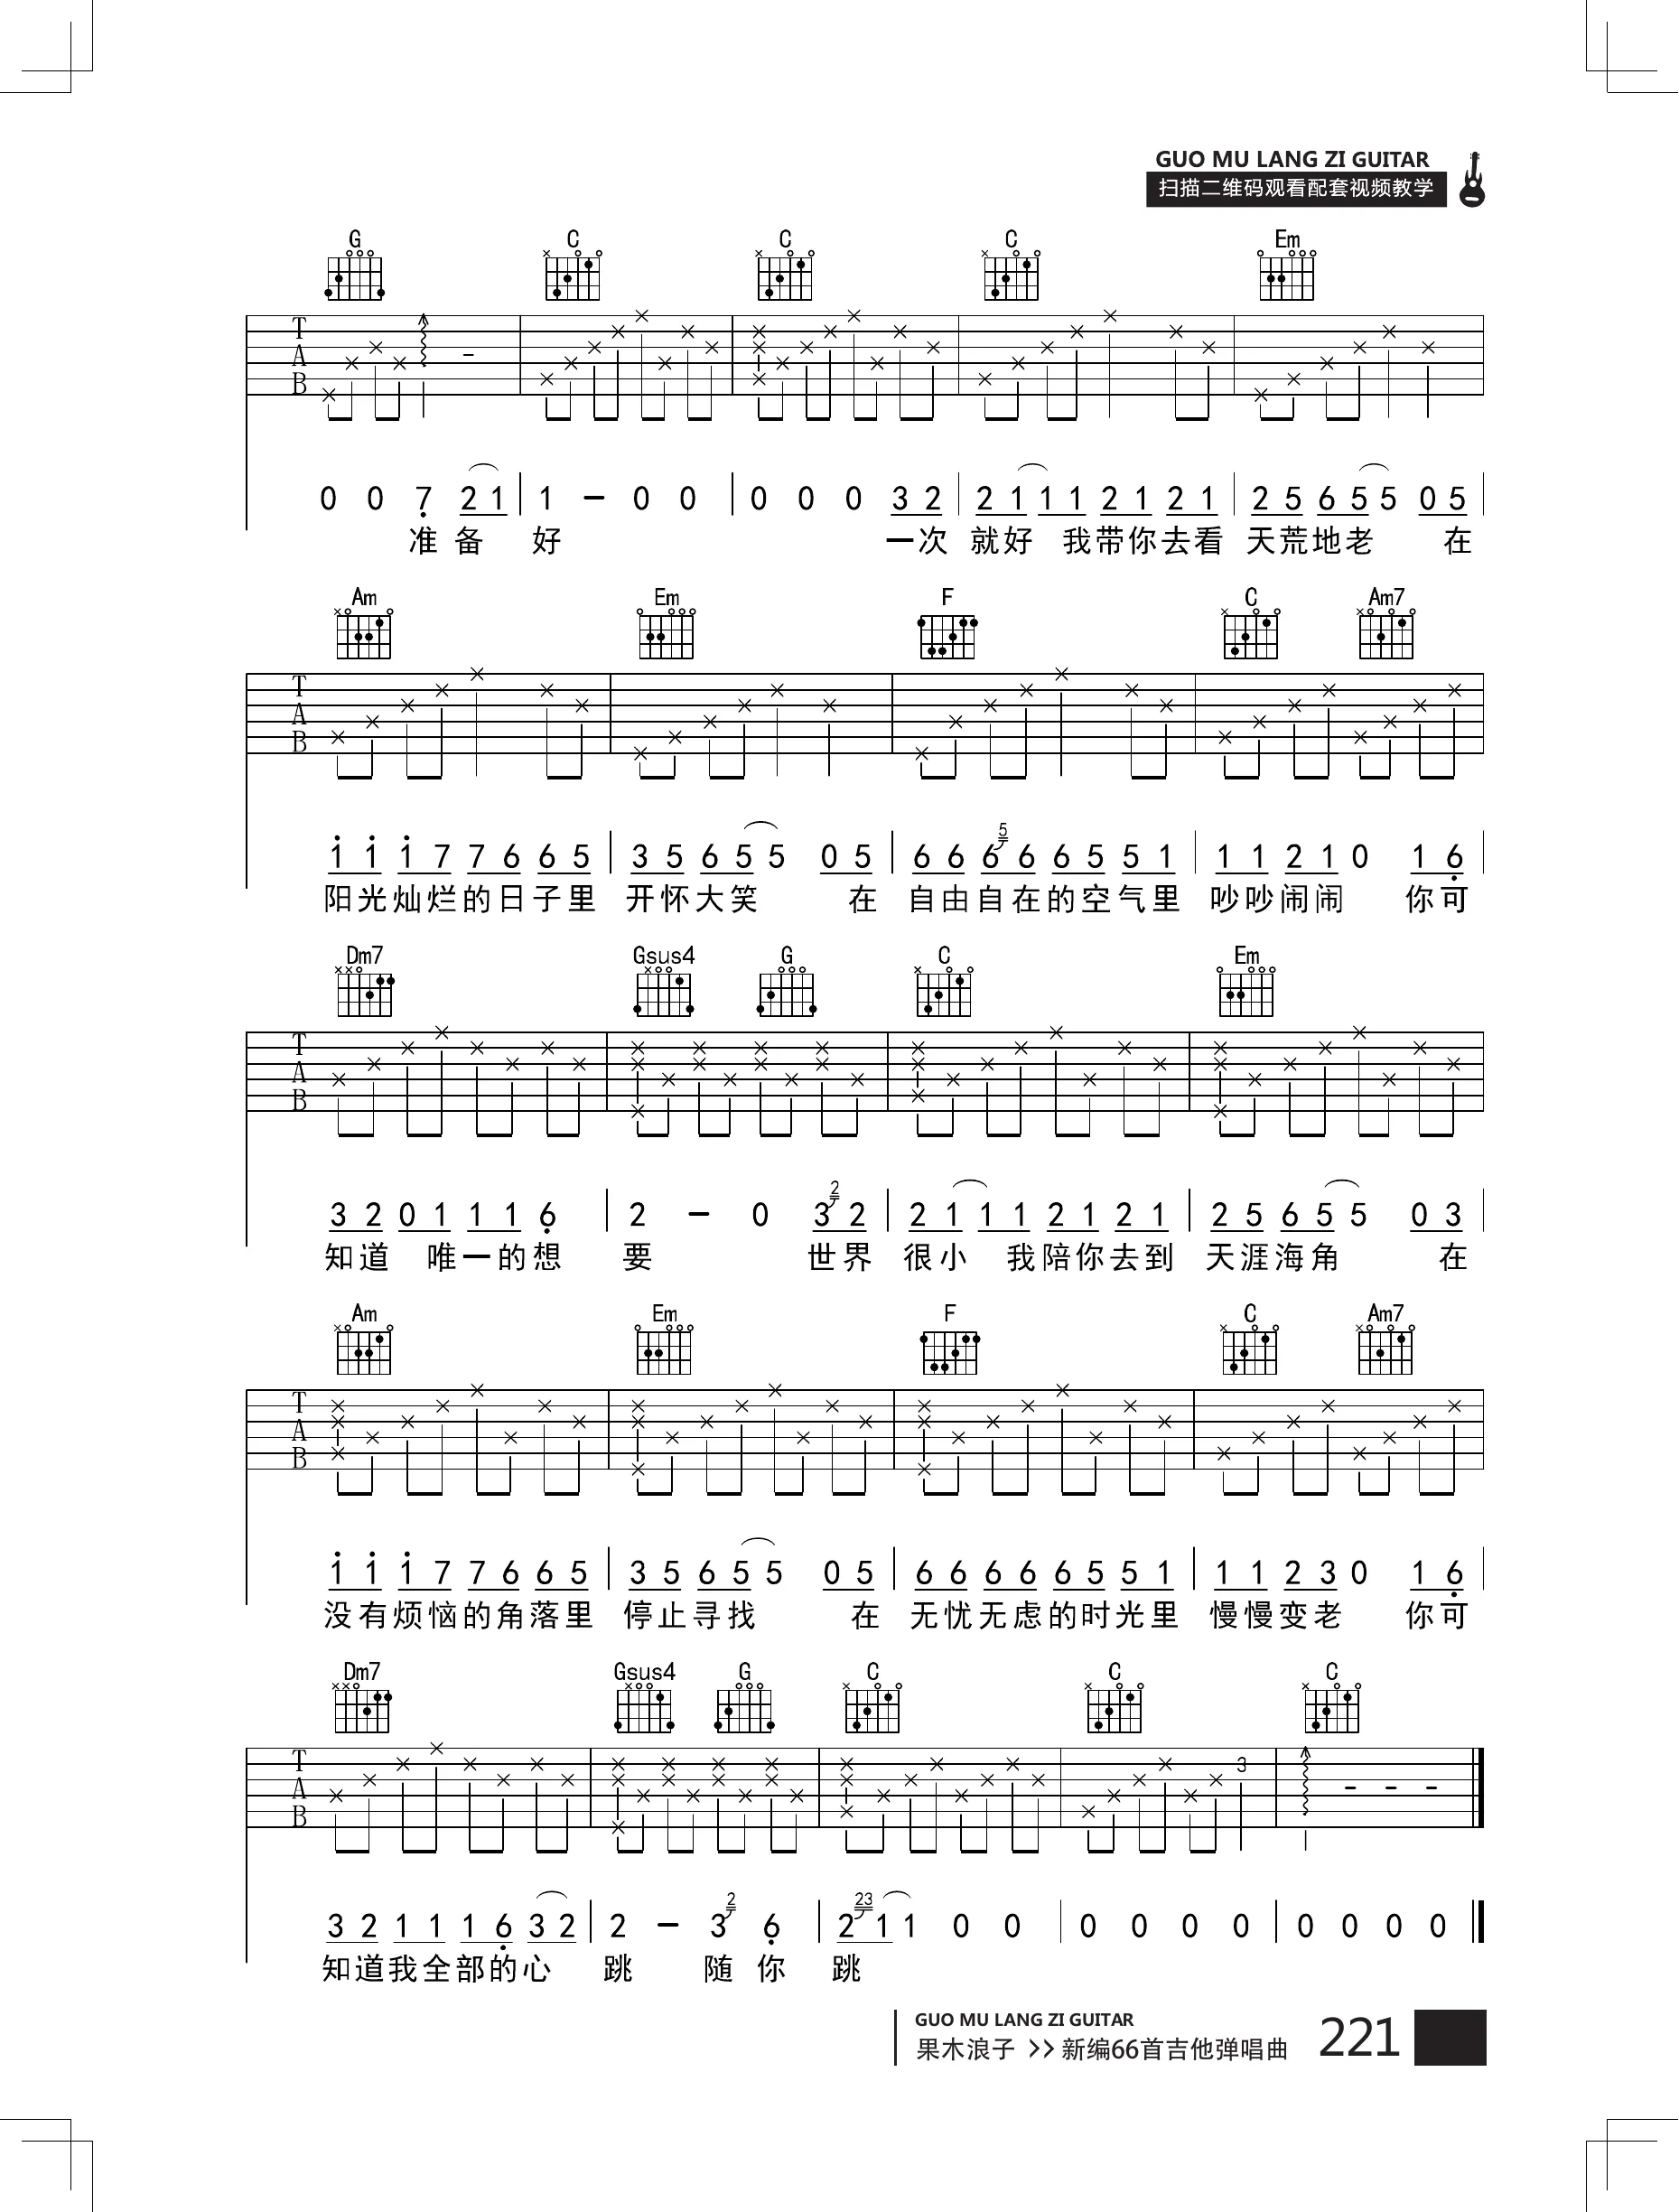 GUO MU LANG ZI GUITAR
扫描二维码观看配套视频教学
G C C C Em
T
A
B
0 0 7 2 1 1 – 0 0 0 0 0 3 2 2 1 1 1 2 1 2 1 2 5 6 5 5 0 5
准备 好 一次 就好 我带你去看 天荒地老 在
Am Em F C Am7
T
A
B
5
1 1 1 7 7 6 6 5 3 5 6 5 5 0 5 6 6 6 6 6 5 5 1 1 1 2 1 0 1 6
阳光灿烂的日子里 开怀大笑 在 自由自在的空气里 吵吵闹闹 你可
Dm7 Gsus4 G C Em
T
A
B
2
3 2 0 1 1 1 6 2 – 0 3 2 2 1 1 1 2 1 2 1 2 5 6 5 5 0 3
知道 唯一的想 要 世界 很小 我陪你去到 天涯海角 在
Am Em F C Am7
T
A
B
1 1 1 7 7 6 6 5 3 5 6 5 5 0 5 6 6 6 6 6 5 5 1 1 1 2 3 0 1 6
没有烦恼的角落里 停止寻找 在 无忧无虑的时光里 慢慢变老 你可
Dm7 Gsus4 G C C C
T
A
B
3 – – –
2 23
3 2 1 1 1 6 3 2 2 – 3 6 2 1 1 0 0 0 0 0 0 0 0 0 0
知道我全部的心 跳 随 你 跳
GUO MU LANG ZI GUITAR
果木浪子 >> 新编66首吉他弹唱曲 221